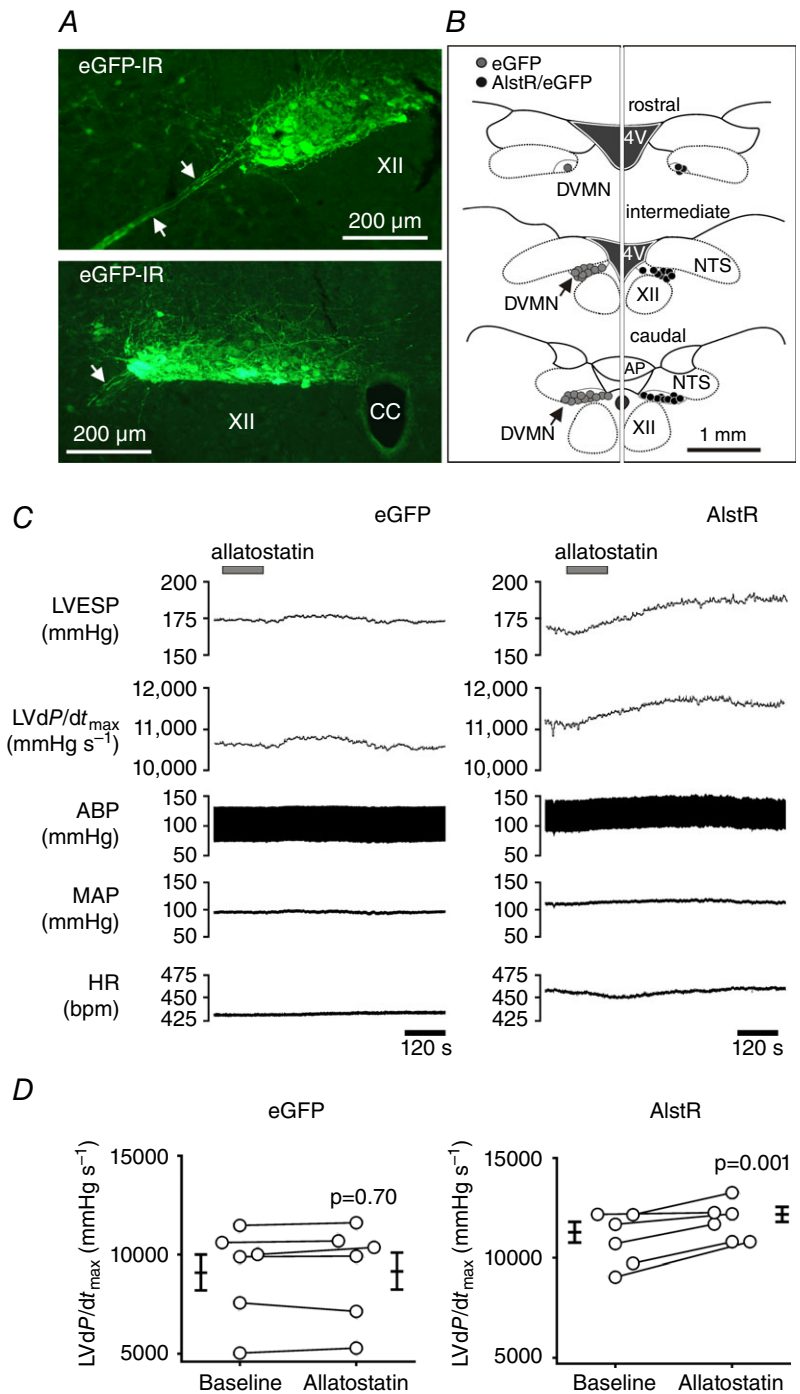 A
eGFP-IR
XII
200 µm
eGFP-IR
CC
XII
200 µm
B
eGFP
AlstR/eGFP
rostral
4V
DVMN
intermediate
4V
NTS
DVMN
XII
caudal
AP
NTS
DVMN
XII
1 mm
C
eGFP
AlstR
allatostatin
allatostatin
LVESP
(mmHg)
200
175
150
200
175
150
LVdP/dtmax
(mmHg s–1)
12,000
11,000
10,000
12,000
11,000
10,000
ABP
(mmHg)
150
100
50
150
100
50
MAP
(mmHg)
150
100
50
150
100
50
HR
(bpm)
475
450
425
475
450
425
120 s
120 s
D
eGFP
AlstR
LVdP/dtmax (mmHg s–1)
15000
10000
5000
p=0.70
Baseline
Allatostatin
LVdP/dtmax (mmHg s–1)
15000
10000
5000
p=0.001
Baseline
Allatostatin